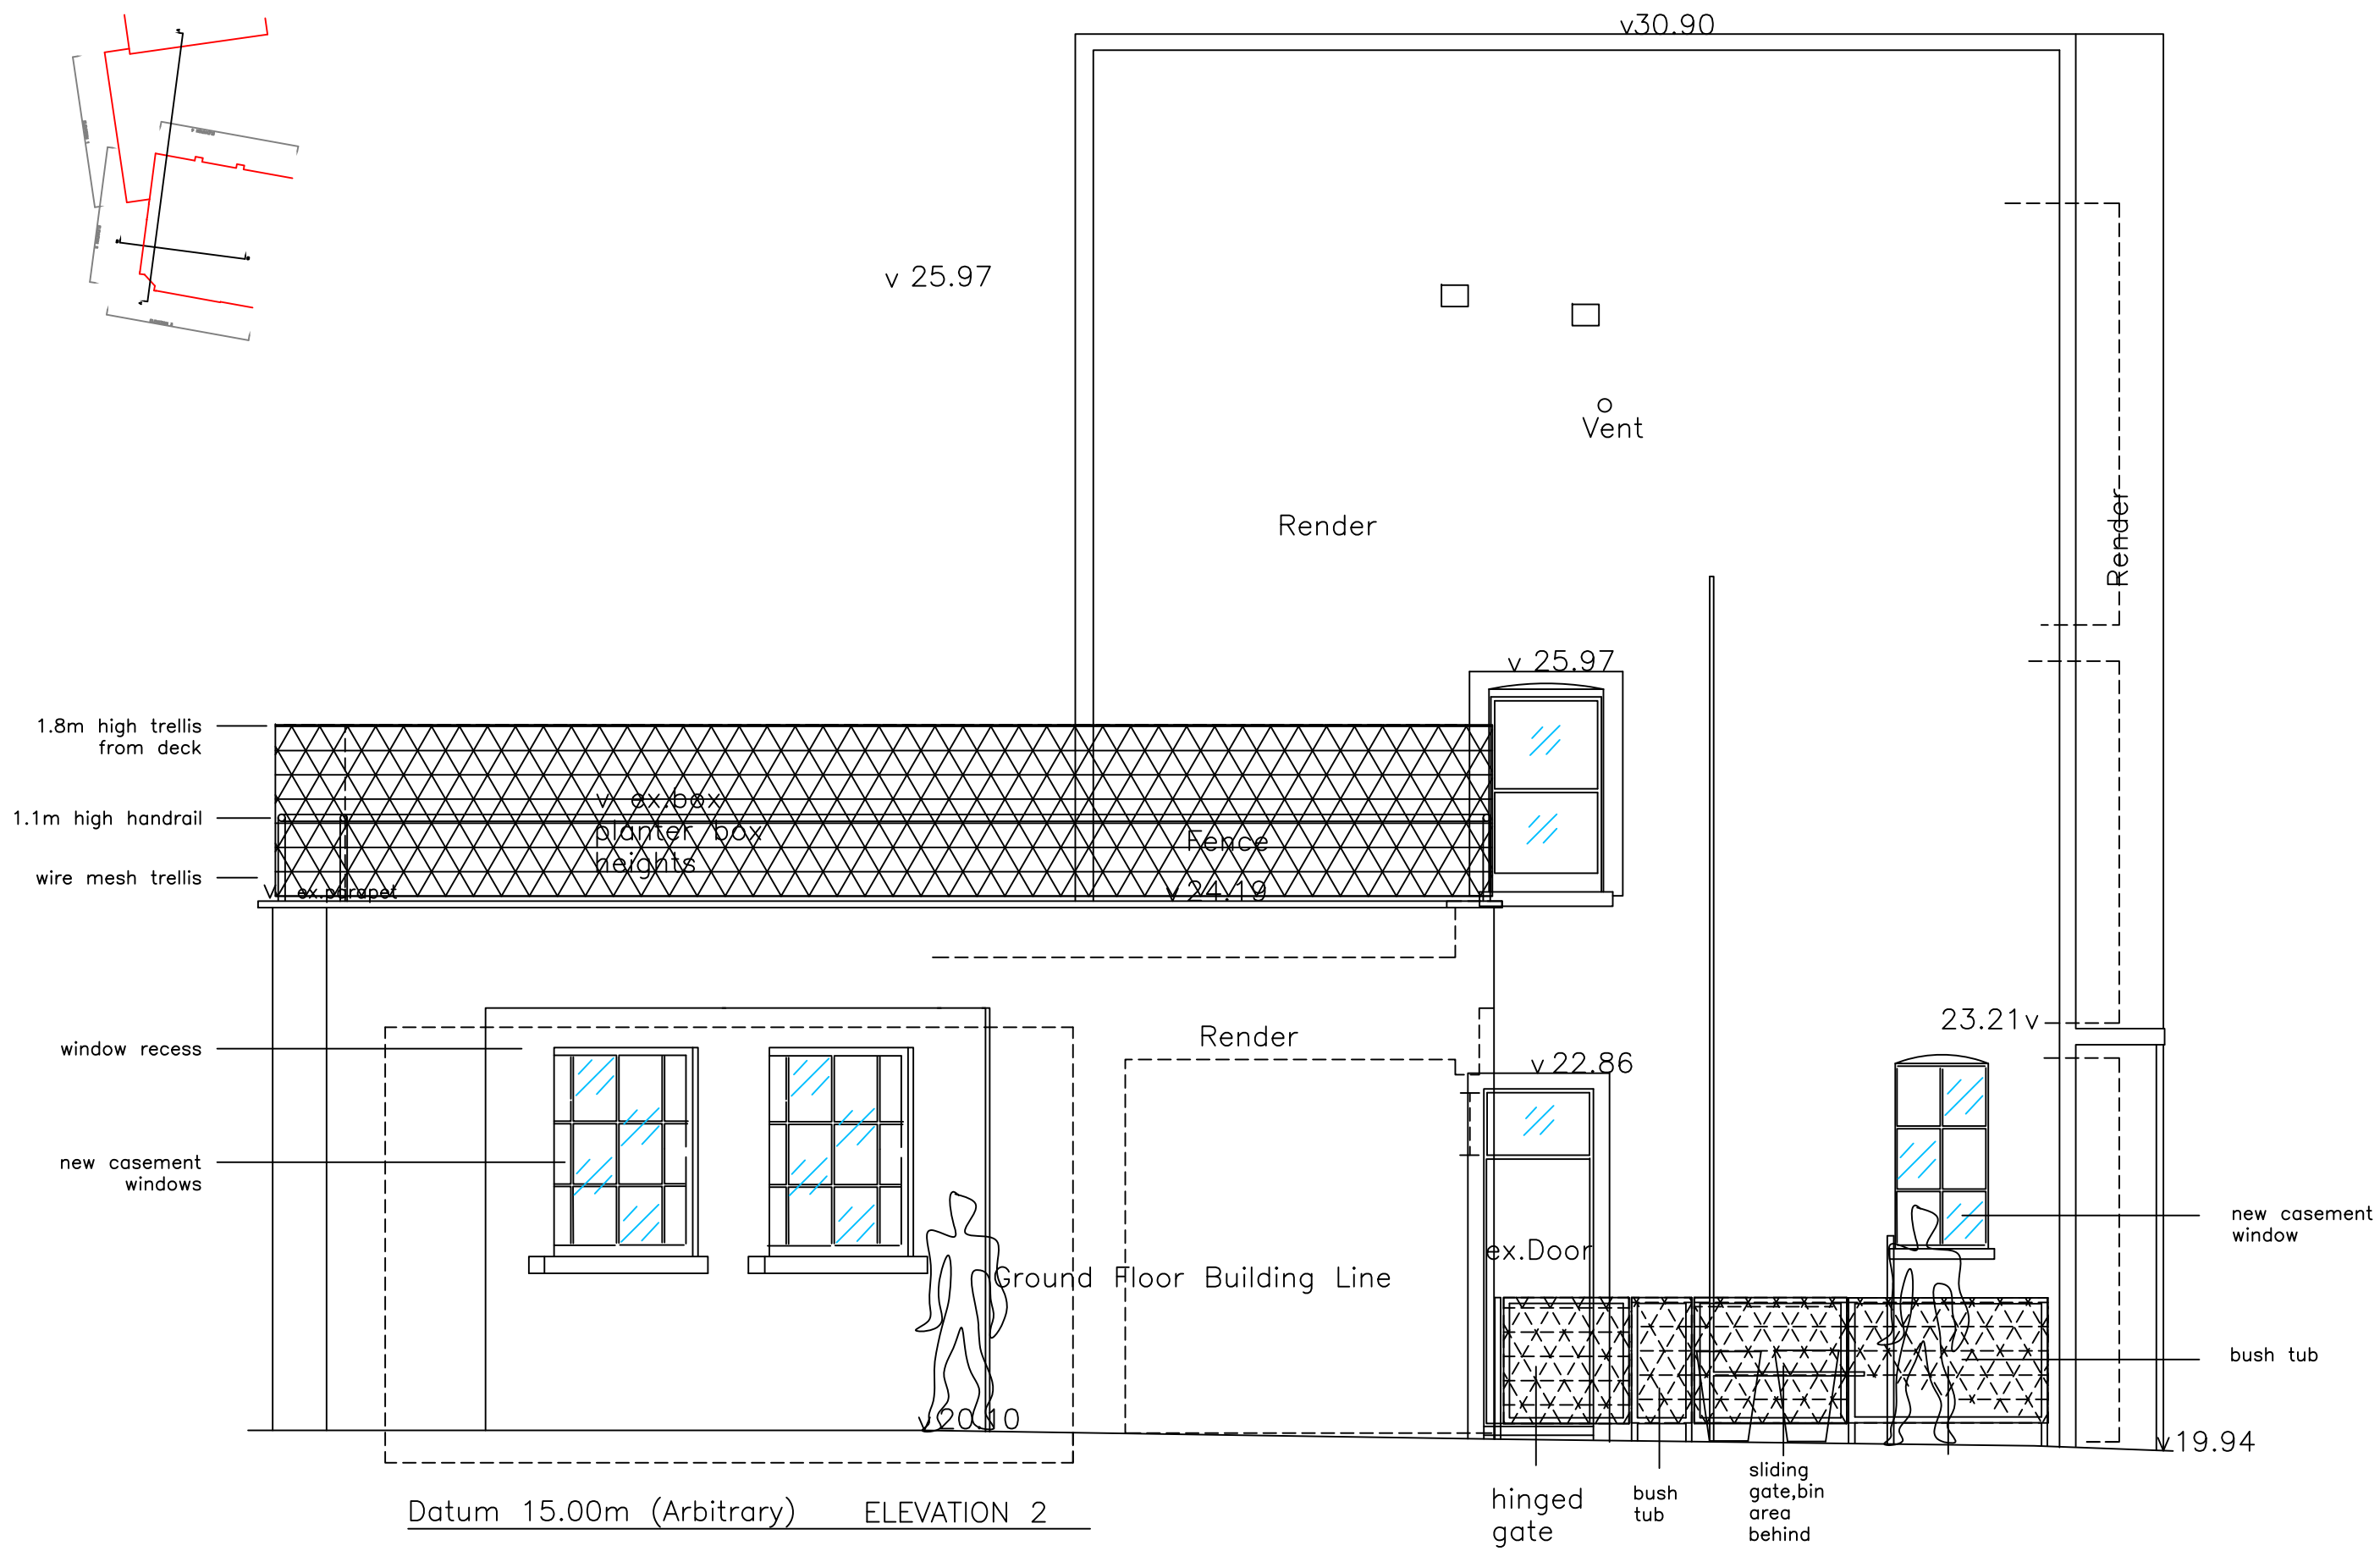 v30.90
v 25.97
Vent
Render
Render
v 25.97
1.8m high trellis
from deck
1.1m high handrail
v ex.box
planter box
heights
Fence
wire mesh trellis
v ex.parapet
v 24.19
23.21v
Render
window recess
v 22.86
new casement
windows
new casement
window
ex.Door
Ground Floor Building Line
bush tub
v 20.10
v19.94
hinged
gate
bush
tub
sliding
gate,bin
area
behind
Datum 15.00m (Arbitrary) ELEVATION 2